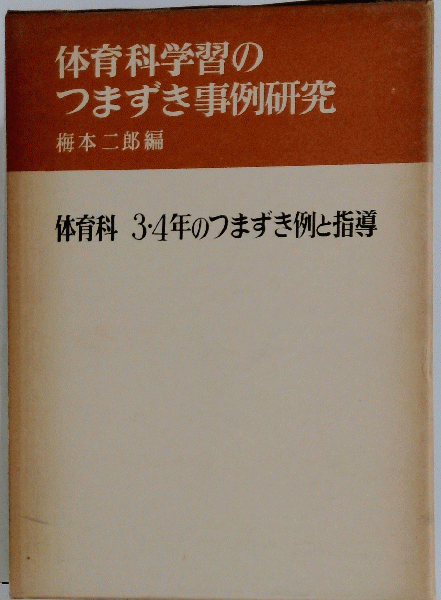 体育科学習の
つまずき事例研究
梅本二郎編
体育科 3・4年のつまずき例と指導